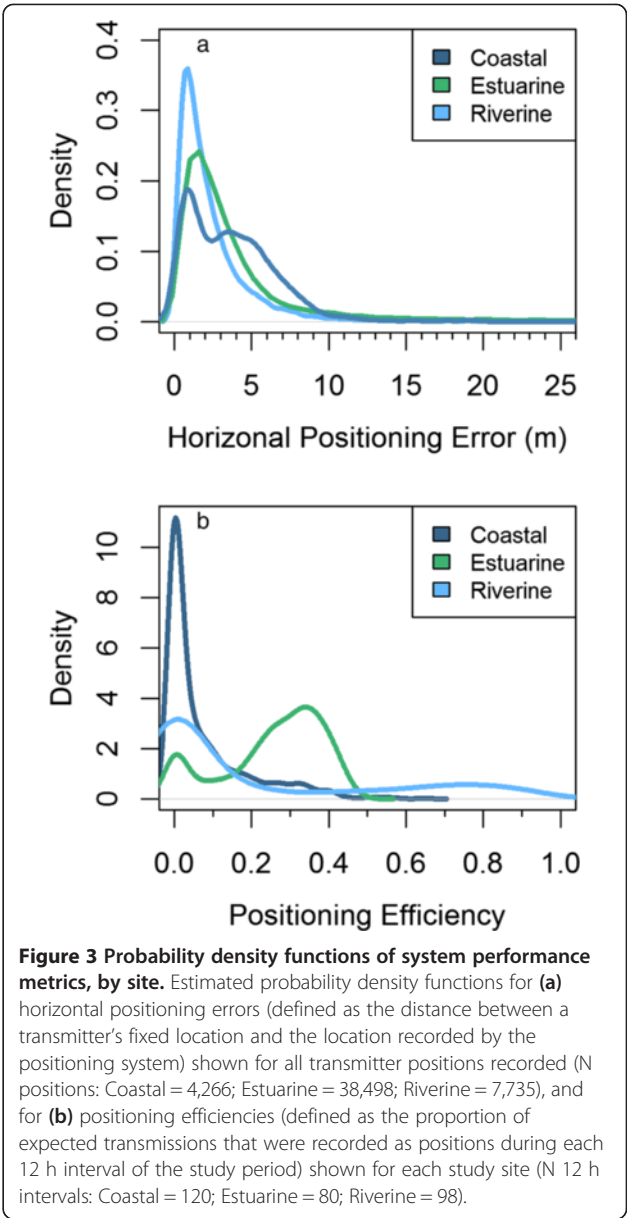 a
Coastal
Estuarine
Riverine
Density
0.0 0.1 0.2 0.3 0.4
0 5 10 15 20 25
Horizonal Positioning Error (m)
b
Coastal
Estuarine
Riverine
Density
0 2 4 6 8 10
0.0 0.2 0.4 0.6 0.8 1.0
Positioning Efficiency
Figure 3 Probability density functions of system performance
metrics, by site. Estimated probability density functions for (a)
horizontal positioning errors (defined as the distance between a
transmitter's fixed location and the location recorded by the
positioning system) shown for all transmitter positions recorded (N
positions: Coastal = 4,266; Estuarine = 38,498; Riverine = 7,735), and
for (b) positioning efficiencies (defined as the proportion of
expected transmissions that were recorded as positions during each
12 h interval of the study period) shown for each study site (N 12 h
intervals: Coastal = 120; Estuarine = 80; Riverine = 98).